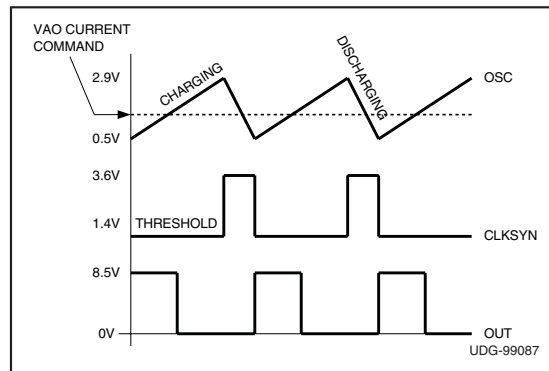 VAO CURRENT
COMMAND
2.9V
CHARGING
DISCHARGING
OSC
0.5V
3.6V
1.4V
THRESHOLD
CLKSYN
8.5V
0V
OUT
UDG-99087